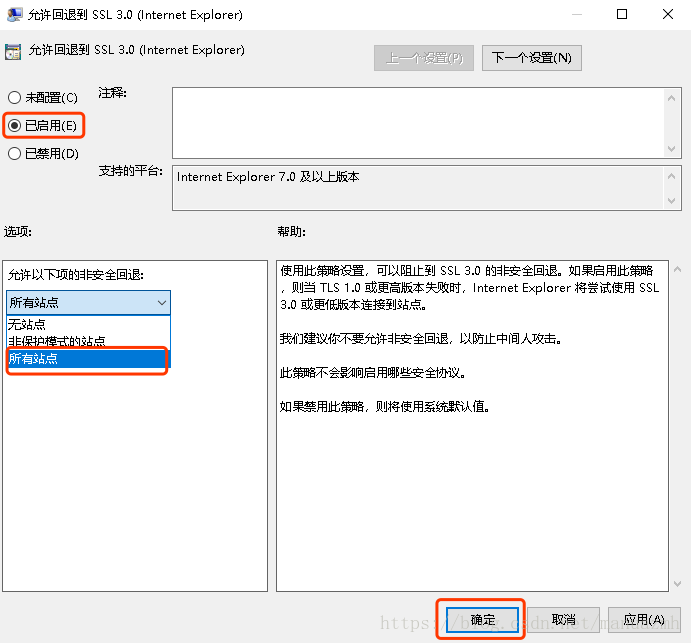 允许回退到 SSL 3.0 (Internet Explorer)
允许回退到 SSL 3.0 (Internet Explorer)
上一个设置(P)
下一个设置(N)
未配置(C)
注释:
已启用(E)
已禁用(D)
支持的平台:
Internet Explorer 7.0 及以上版本
选项:
帮助:
允许以下项的非安全回退:
所有站点
无站点
非保护模式的站点
所有站点
使用此策略设置，可以阻止到 SSL 3.0 的非安全回退。如果启用此策略
，则当 TLS 1.0 或更高版本失败时，Internet Explorer 将尝试使用 SSL
3.0 或更低版本连接到站点。
我们建议你不要允许非安全回退，以防止中间人攻击。
此策略不会影响启用哪些安全协议。
如果禁用此策略，则将使用系统默认值。
确定
取消
应用(A)